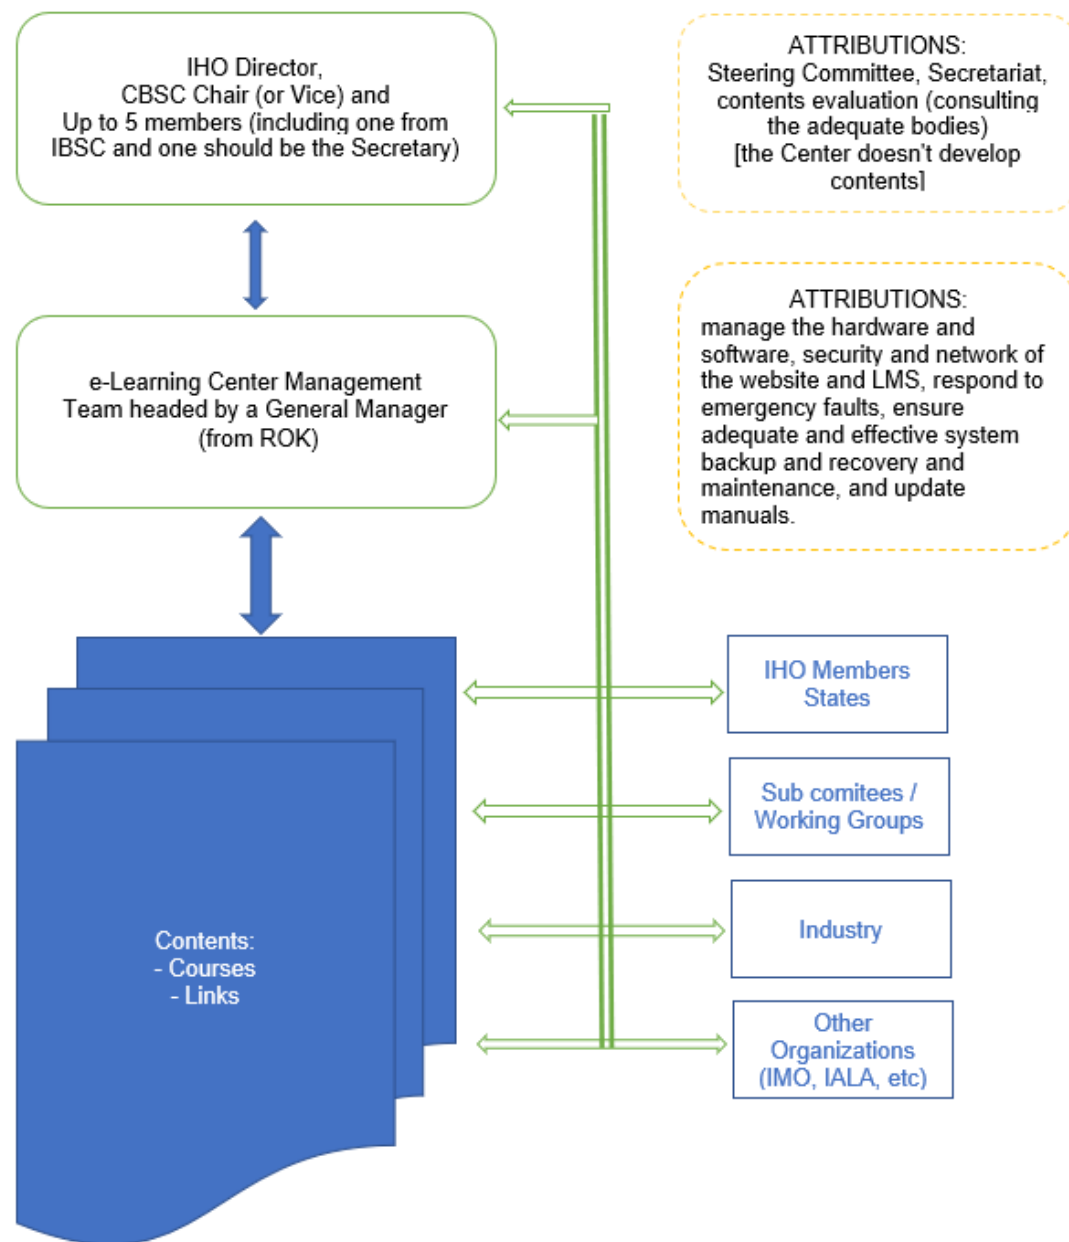 IHO Director,
CBSC Chair (or Vice) and
Up to 5 members (including one from
IBSC and one should be the Secretary)
ATTRIBUTIONS:
Steering Committee, Secretariat,
contents evaluation (consulting
the adequate bodies)
[the Center doesn't develop
contents]
e-Learning Center Management
Team headed by a General Manager
(from ROK)
ATTRIBUTIONS:
manage the hardware and
software, security and network of
the website and LMS, respond to
emergency faults, ensure
adequate and effective system
backup and recovery and
maintenance, and update
manuals.
Contents:
- Courses
- Links
IHO Members
States
Sub comitees /
Working Groups
Industry
Other
Organizations
(IMO, IALA, etc)